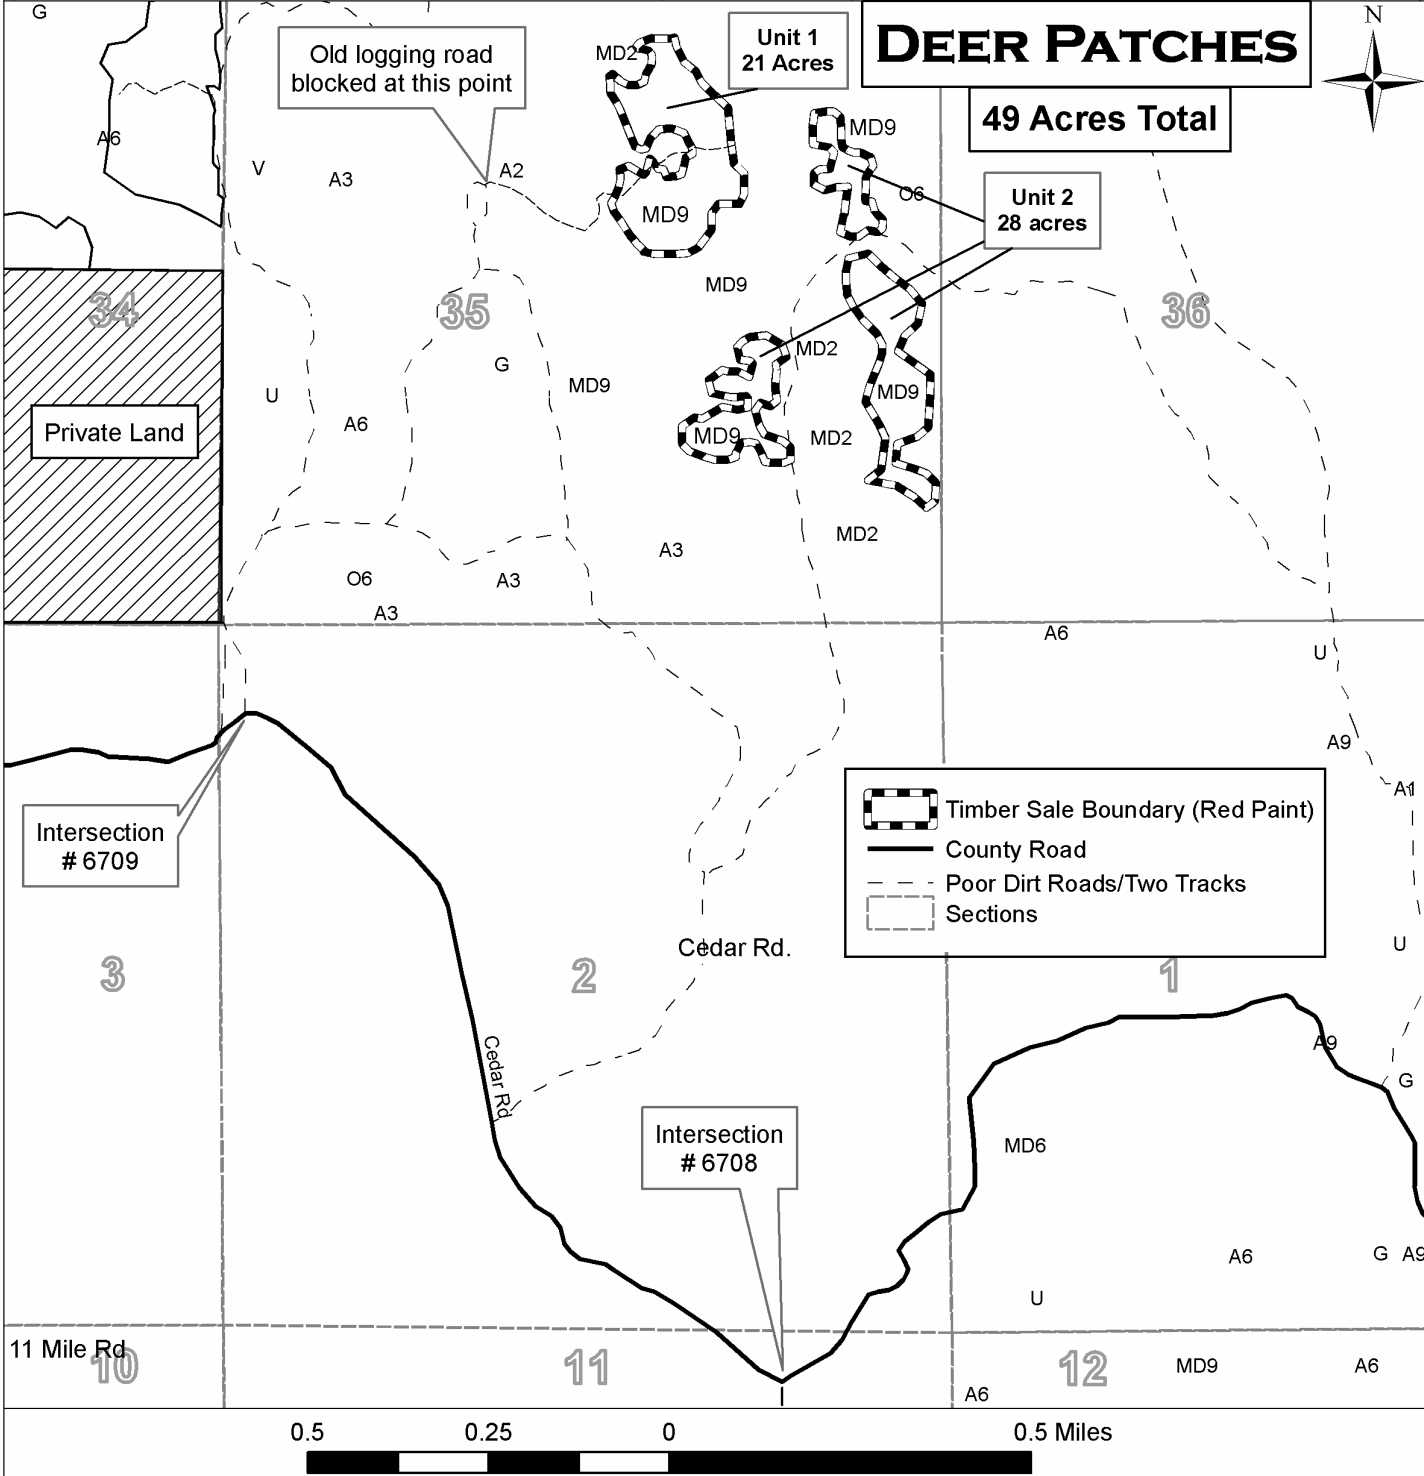 G
Old logging road
blocked at this point
MD2
Unit 1
21 Acres
DEER PATCHES
N
49 Acres Total
A6
V
A3
A2
MD9
MD9
O6
Unit 2
28 acres
MD9
MD9
34
35
36
G
MD2
U
MD9
MD9
A6
Private Land
MD9
MD2
MD2
A3
O6
A3
A3
A6
U
A9
A1
Intersection
# 6709
Timber Sale Boundary (Red Paint)
County Road
Poor Dirt Roads/Two Tracks
Sections
U
Cedar Rd.
3
2
1
Cedar Rd
A9
G
Intersection
# 6708
MD6
A6
G
A9
U
11 Mile Rd
10
11
12
MD9
A6
A6
0.5
0.25
0
0.5 Miles